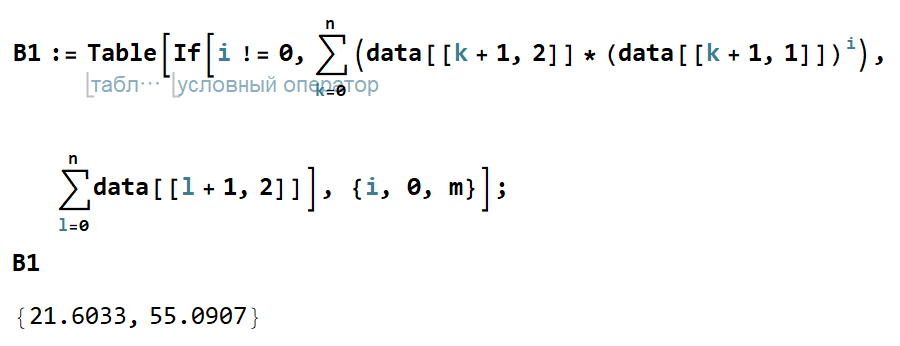 n
B1 := Table[If[i != 0, ∑(data[[k + 1, 2]] * (data[[k + 1, 1]])^i),
табл… условный оператор
k=0
n
∑data[[l + 1, 2]]], {i, 0, m}];
l=0
B1
{21.6033, 55.0907}